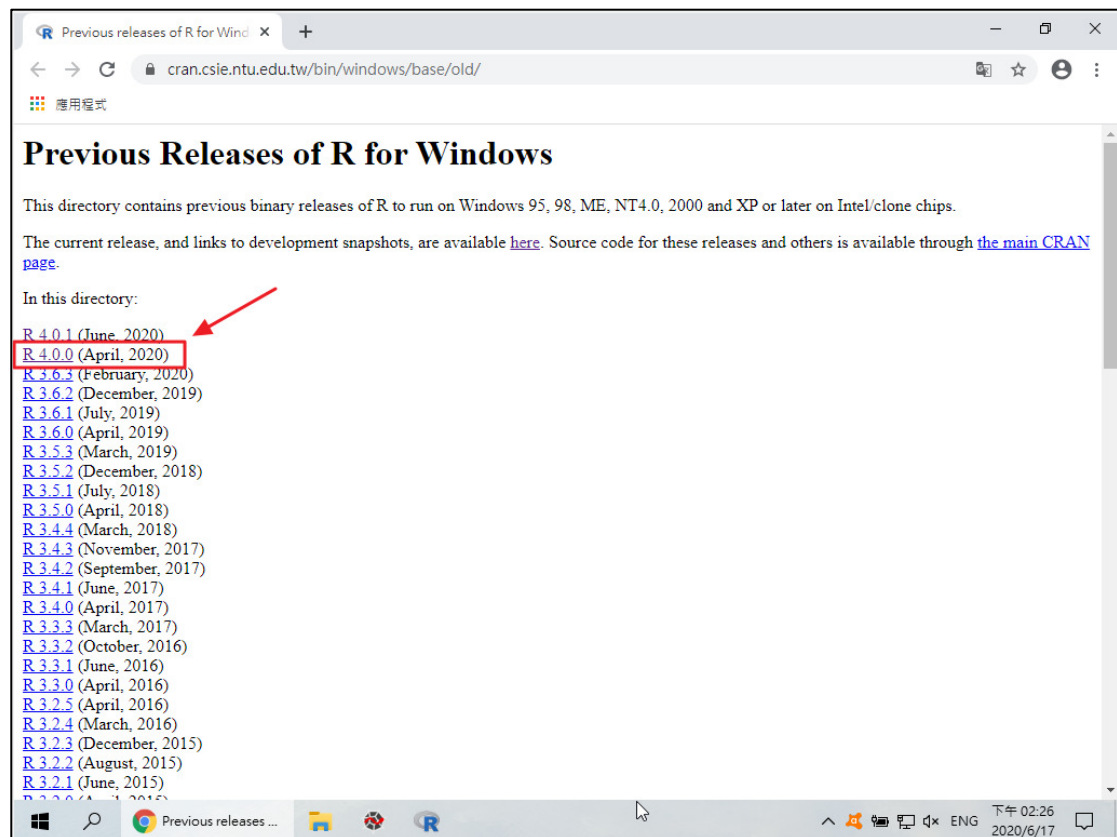 Previous releases of R for Wind
cran.csie.ntu.edu.tw/bin/windows/base/old/
應用程式
Previous Releases of R for Windows
This directory contains previous binary releases of R to run on Windows 95, 98, ME, NT4.0, 2000 and XP or later on Intel/clone chips.
The current release, and links to development snapshots, are available here. Source code for these releases and others is available through the main CRAN
page.
In this directory:
R 4.0.1 (June, 2020)
R 4.0.0 (April, 2020)
R 3.6.3 (February, 2020)
R 3.6.2 (December, 2019)
R 3.6.1 (July, 2019)
R 3.6.0 (April, 2019)
R 3.5.3 (March, 2019)
R 3.5.2 (December, 2018)
R 3.5.1 (July, 2018)
R 3.5.0 (April, 2018)
R 3.4.4 (March, 2018)
R 3.4.3 (November, 2017)
R 3.4.2 (September, 2017)
R 3.4.1 (June, 2017)
R 3.4.0 (April, 2017)
R 3.3.3 (March, 2017)
R 3.3.2 (October, 2016)
R 3.3.1 (June, 2016)
R 3.3.0 (April, 2016)
R 3.2.5 (April, 2016)
R 3.2.4 (March, 2016)
R 3.2.3 (December, 2015)
R 3.2.2 (August, 2015)
R 3.2.1 (June, 2015)
R 3.2.0 (April, 2015)
Previous releases ...
ENG
下午 02:26
2020/6/17